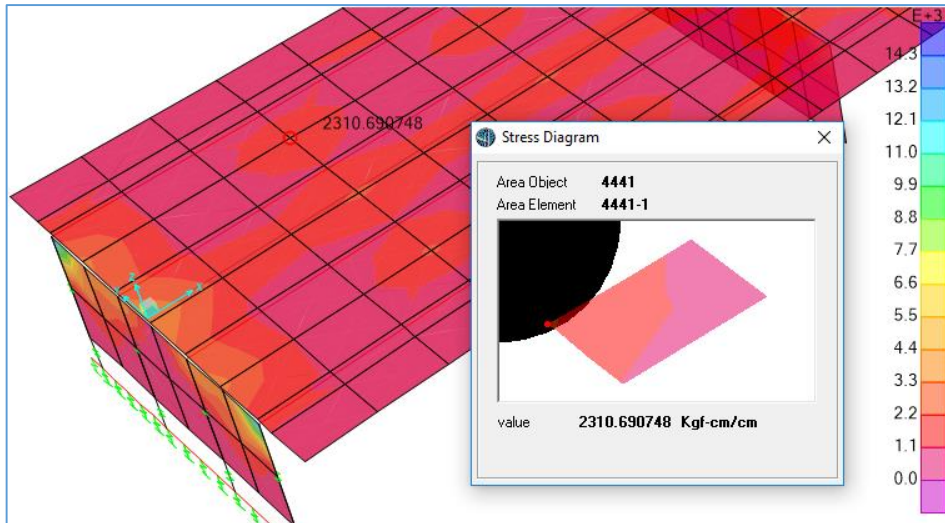 E+3
14.3
13.2
12.1
11.0
9.9
8.8
7.7
6.6
5.5
4.4
3.3
2.2
1.1
0.0
2310.690748
Stress Diagram
Area Object 4441
Area Element 4441-1
value 2310.690748 Kgf-cm/cm
Z
X